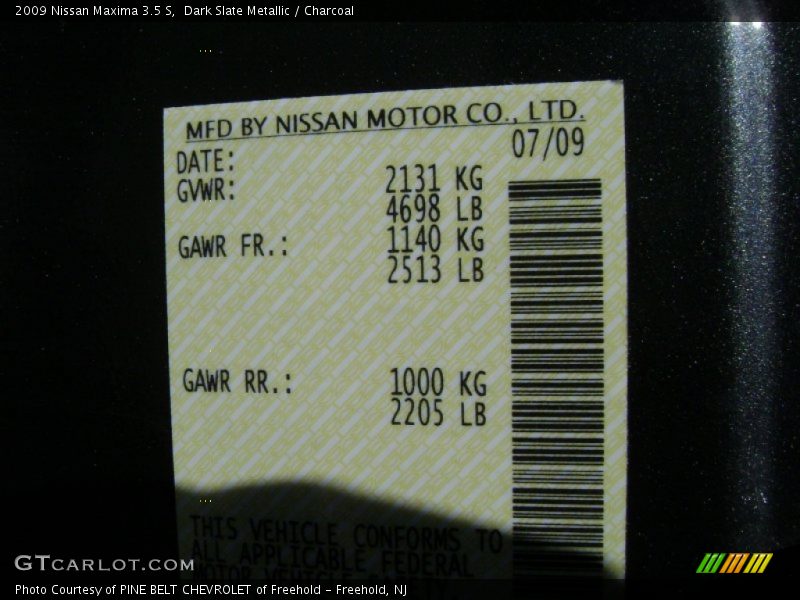 2009 Nissan Maxima 3.5 S,  Dark Slate Metallic / Charcoal
MFD BY NISSAN MOTOR CO., LTD.
DATE: 07/09
GVWR: 2131 KG
4698 LB
GAWR FR.: 1140 KG
2513 LB
GAWR RR.: 1000 KG
2205 LB
THIS VEHICLE CONFORMS TO
ALL APPLICABLE FEDERAL
MOTOR
GTCARLOT.COM
Photo Courtesy of PINE BELT CHEVROLET of Freehold – Freehold, NJ